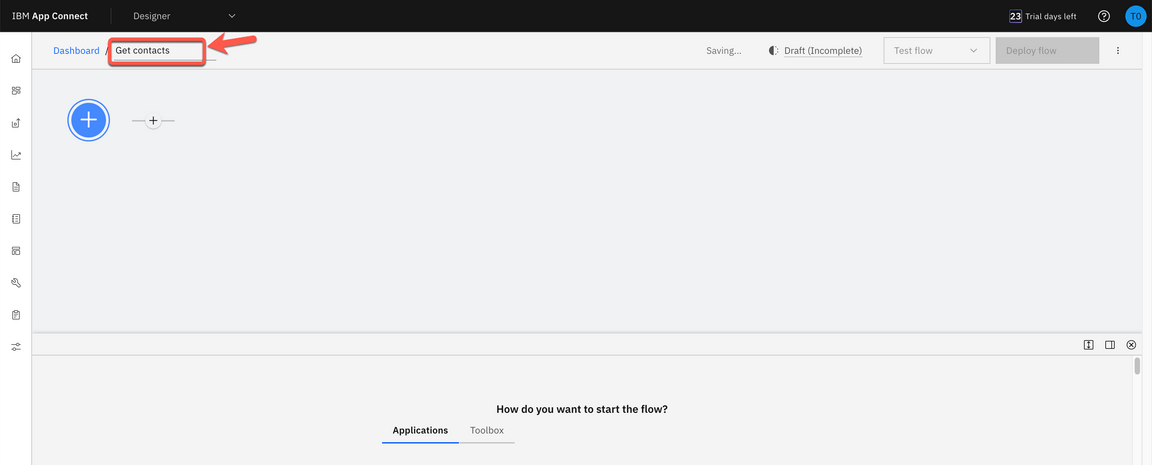 IBM App Connect
Designer
23 Trial days left
TO
Dashboard / Get contacts
Saving...
Draft (Incomplete)
Test flow
Deploy flow
How do you want to start the flow?
Applications
Toolbox